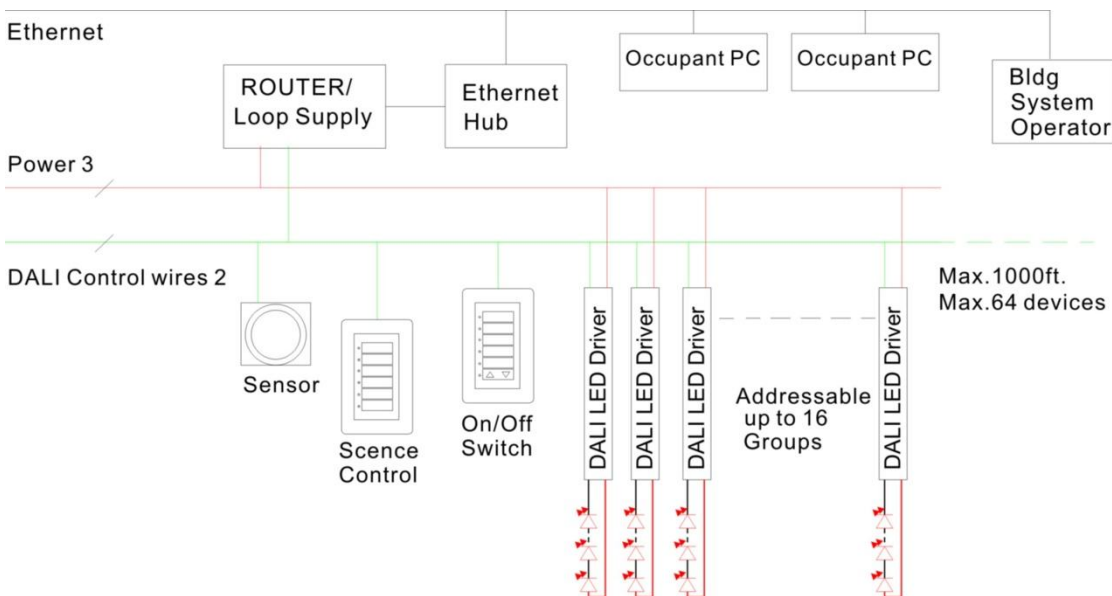 Ethernet
Occupant PC
Occupant PC
ROUTER/
Loop Supply
Ethernet
Hub
Bldg
System
Operator
Power 3
DALI Control wires 2
Max.1000ft.
Max.64 devices
Sensor
Scence
Control
On/Off
Switch
DALI LED Driver
DALI LED Driver
DALI LED Driver
Addressable
up to 16
Groups
DALI LED Driver